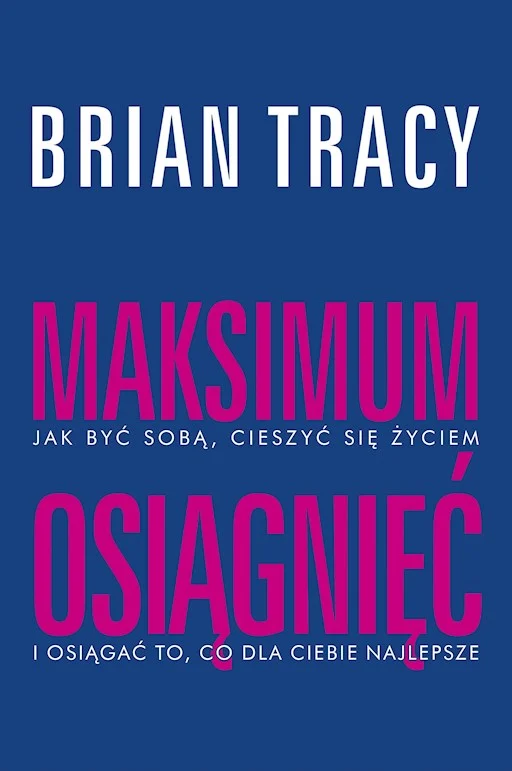 BRIAN TRACY
MAKSIMUM
JAK BYĆ SOBĄ, CIESZYĆ SIĘ ŻYCIEM
OSIĄGNIĘĆ
I OSIĄGAĆ TO, CO DLA CIEBIE NAJLEPSZE